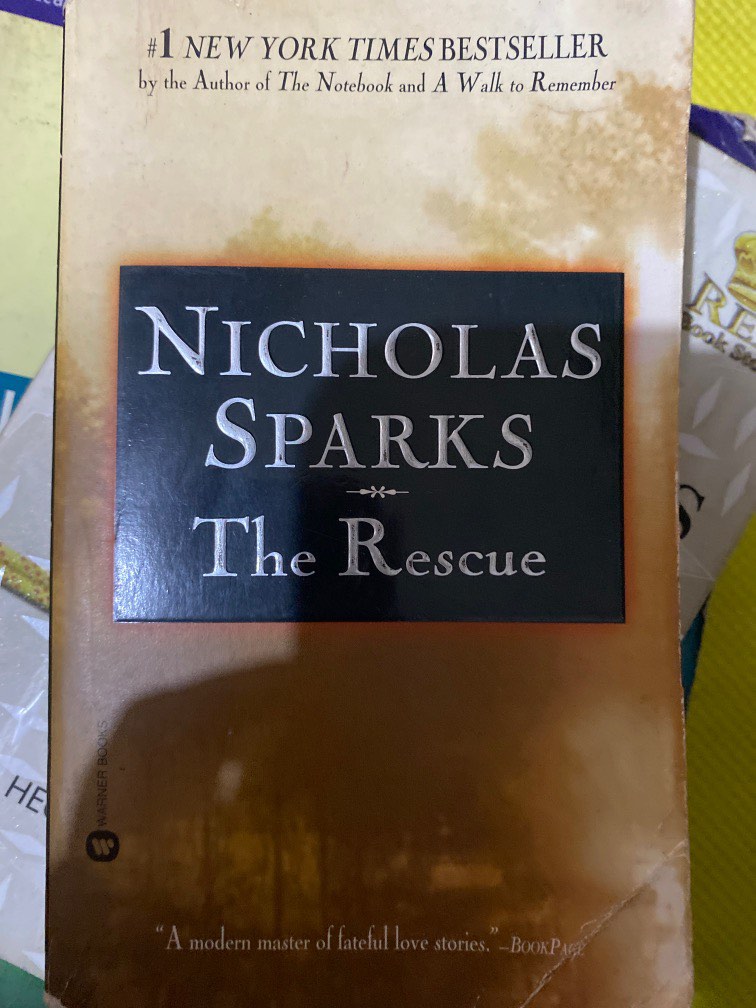 #1 NEW YORK TIMES BESTSELLER
by the Author of The Notebook and A Walk to Remember
NICHOLAS
SPARKS
The Rescue
WARNER BOOKS
"A modern master of fateful love stories." –BOOKPAGE